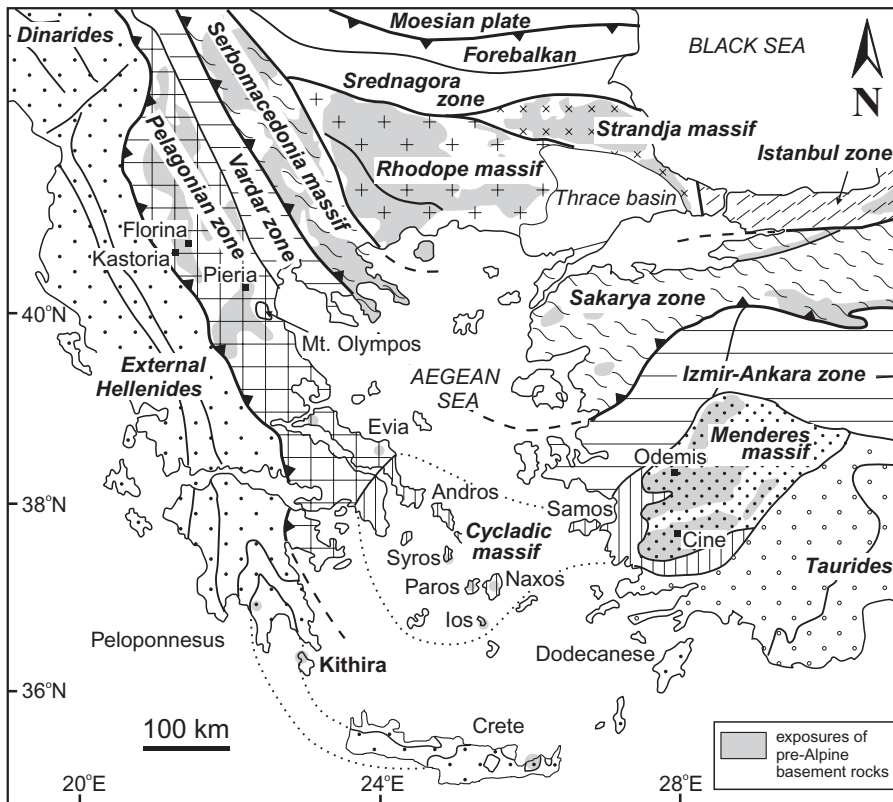 Dinarides
Moesian plate
Forebalkan
BLACK SEA
N
Serbomacedonia massif
Srednagora
zone
Strandja massif
Istanbul zone
Pelagonian zone
Vardar zone
Rhodope massif
Thrace basin
Florina
Kastoria
Pieria
40°N
Mt. Olympos
Sakarya zone
External
Hellenides
AEGEAN
SEA
Izmir-Ankara zone
Evia
Menderes
massif
Odemis
38°N
Andros
Samos
Cycladic
massif
Cine
Syros
Paros
Naxos
Taurides
Ios
Peloponnesus
Kithira
Dodecanese
36°N
100 km
Crete
exposures of
pre-Alpine
basement rocks
20°E
24°E
28°E